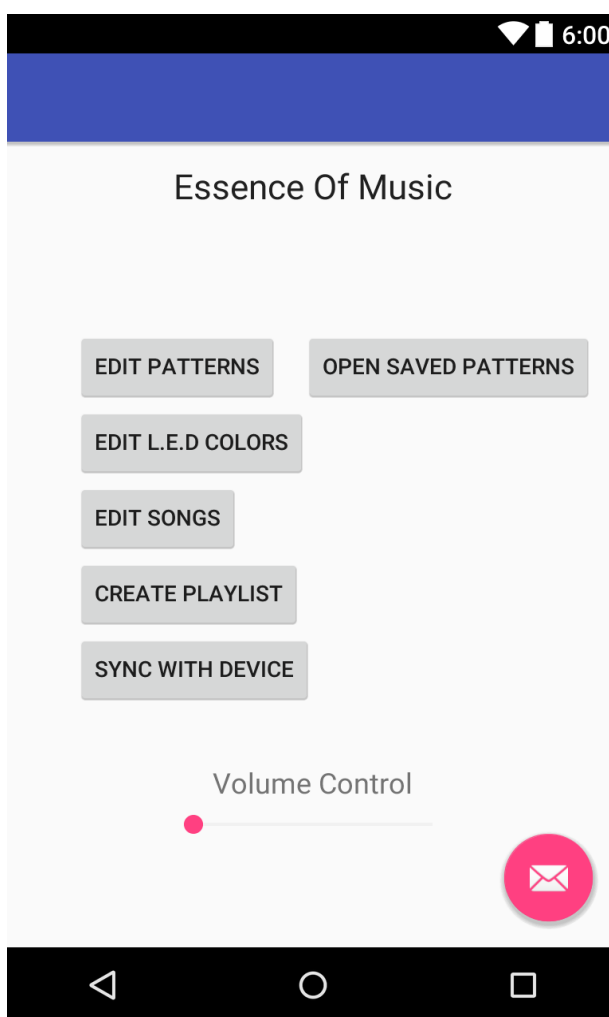 6:00
Essence Of Music
EDIT PATTERNS OPEN SAVED PATTERNS
EDIT L.E.D COLORS
EDIT SONGS
CREATE PLAYLIST
SYNC WITH DEVICE
Volume Control